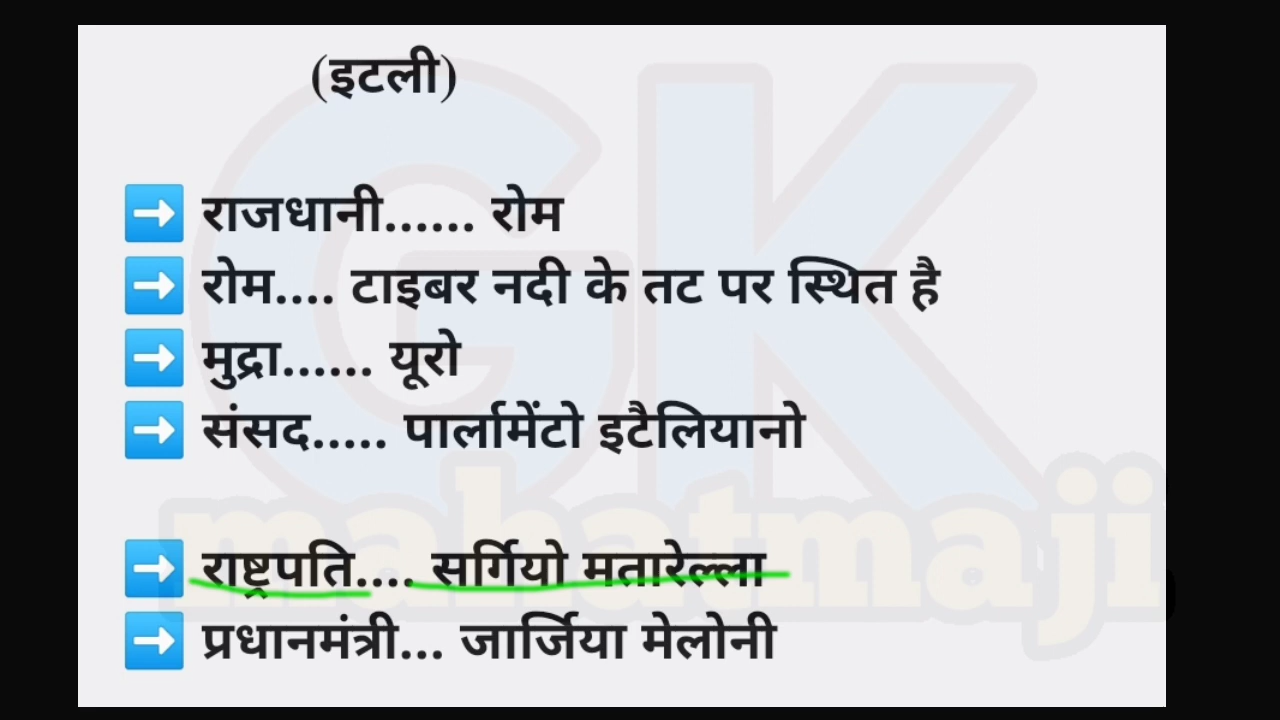 (इटली)
➡️ राजधानी...... रोम
➡️ रोम.... टाइबर नदी के तट पर स्थित है
➡️ मुद्रा...... यूरो
➡️ संसद..... पार्लामेंटो इटैलियानो
➡️ राष्ट्रपति.... सर्गियो मतारेल्ला
➡️ प्रधानमंत्री... जार्जिया मेलोनी
GK
mahatmaji